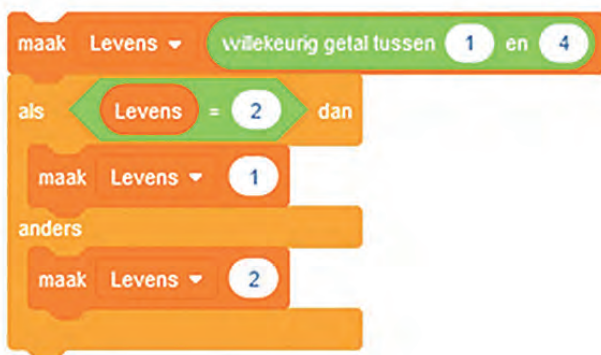 maak Levens willekeurig getal tussen 1 en 4
als Levens = 2 dan
maak Levens 1
anders
maak Levens 2